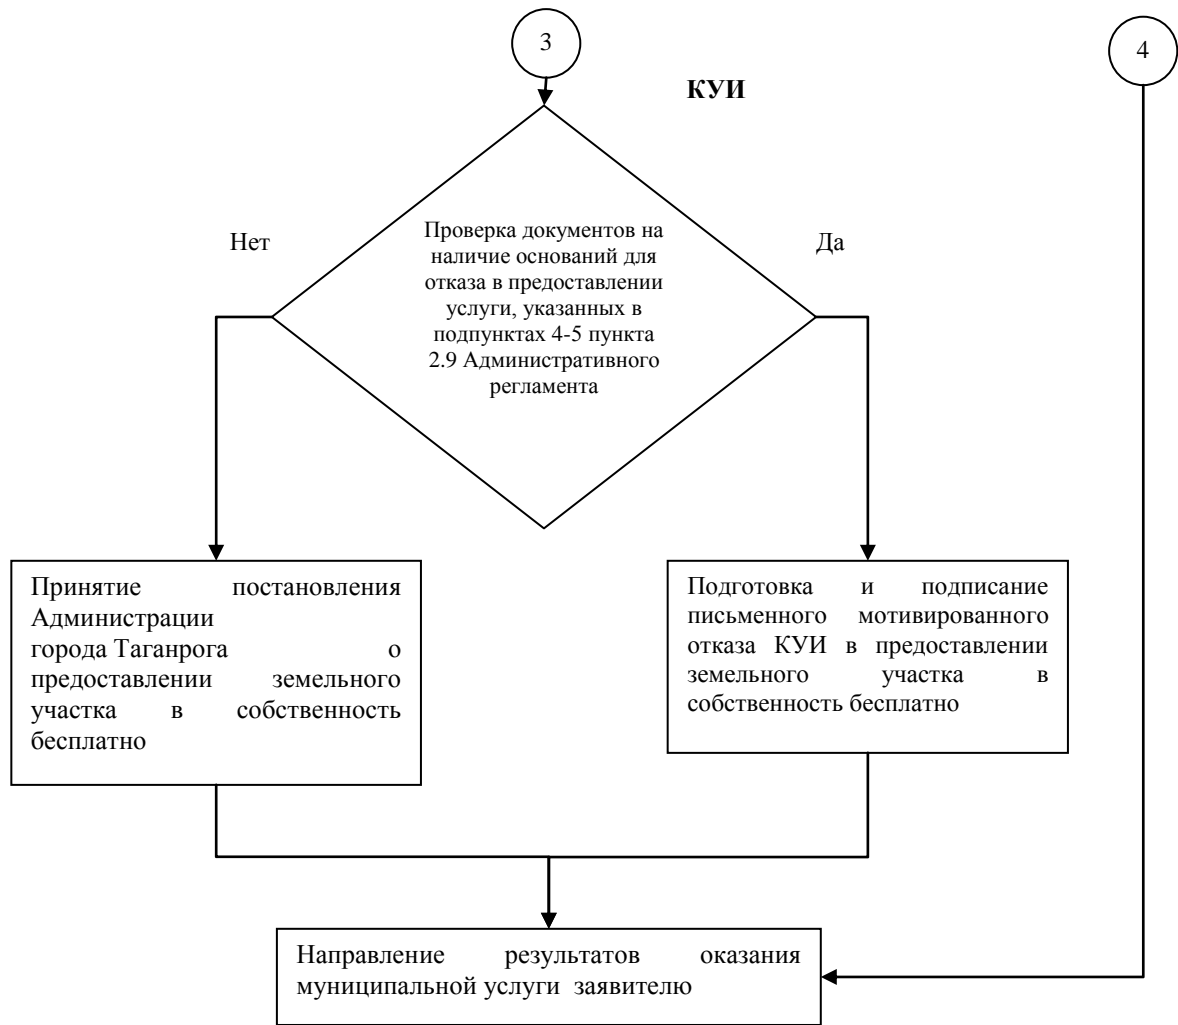 3
4
КУИ
Нет
Да
Проверка документов на
наличие оснований для
отказа в предоставлении
услуги, указанных в
подпунктах 4-5 пункта
2.9 Административного
регламента
Принятие постановления
Администрации
города Таганрога о
предоставлении земельного
участка в собственность
бесплатно
Подготовка и подписание
письменного мотивированного
отказа КУИ в предоставлении
земельного участка в
собственность бесплатно
Направление результатов оказания
муниципальной услуги заявителю